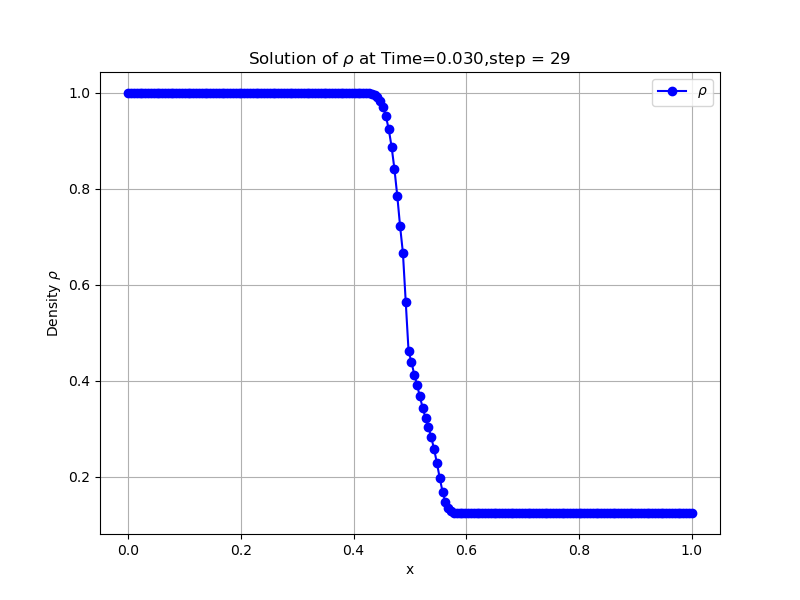 Solution of ρ at Time=0.030,step = 29
ρ
1.0
0.8
0.6
0.4
0.2
Density ρ
0.0 0.2 0.4 0.6 0.8 1.0
x